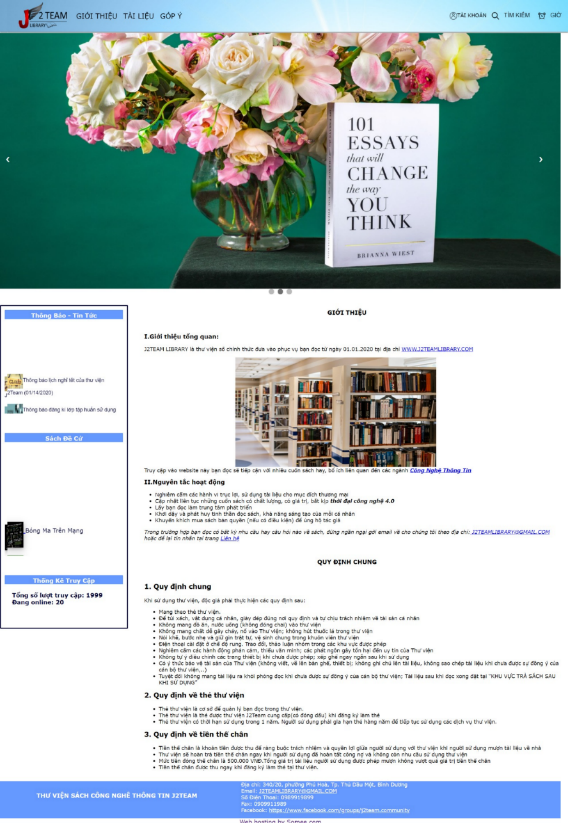 J2 TEAM
LIBRARY
GIỚI THIỆU TÀI LIỆU GÓP Ý
TÀI KHOẢN TÌM KIẾM GIỎ
101
ESSAYS
that will
CHANGE
the way
YOU
THINK
BRIANNA WIEST
Thông Báo - Tin Tức
Thông báo lịch nghỉ tết của thư viện
J2Team (01/14/2020)
Thông báo đăng kí lớp tập huấn sử dụng
Sách Đề Cử
Bóng Ma Trên Mạng
Thống Kê Truy Cập
Tổng số lượt truy cập: 1999
Đang online: 20
GIỚI THIỆU
I.Giới thiệu tổng quan:
J2TEAM LIBRARY là thư viện số chính thức đưa vào phục vụ bạn đọc từ ngày 01.01.2020 tại địa chỉ WWW.J2TEAMLIBRARY.COM
Truy cập vào website này bạn đọc sẽ tiếp cận với nhiều cuốn sách hay, bổ ích liên quan đến các ngành Công Nghệ Thông Tin
II.Nguyên tắc hoạt động
Nghiêm cấm các hành vi trục lợi, sử dụng tài liệu cho mục đích thương mại
Cập nhật liên tục những cuốn sách có chất lượng, có giá trị, bắt kịp thời đại công nghệ 4.0
Lấy bạn đọc làm trung tâm phát triển
Khơi dậy và phát huy tinh thần đọc sách, khả năng sáng tạo của mỗi cá nhân
Khuyến khích mua sách bản quyền (nếu có điều kiện) để ủng hộ tác giả
Trong trường hợp bạn đọc có bất kỳ nhu cầu hay câu hỏi nào về sách, đừng ngần ngại gởi email về cho chúng tôi theo địa chỉ: J2TEAMLIBRARY@GMAIL.COM
hoặc để lại tin nhắn tại trang Liên hệ
QUY ĐỊNH CHUNG
1. Quy định chung
Khi sử dụng thư viện, độc giả phải thực hiện các quy định sau:
Mang theo thẻ thư viện.
Để túi xách, vật dụng cá nhân, giày dép đúng nơi quy định và tự chịu trách nhiệm về tài sản cá nhân
Không mang đồ ăn, nước uống (không đóng chai) vào thư viện
Không mang chất dễ gây cháy, nổ vào Thư viện; không hút thuốc lá trong thư viện
Nói khẽ, bước nhẹ và giữ gìn trật tự, vệ sinh chung trong khuôn viên thư viện
Điện thoại cài đặt ở chế độ rung. Trao đổi, thảo luận nhóm trong các khu vực được phép
Nghiêm cấm các hành động phản cảm, thiếu văn minh; các phát ngôn gây tổn hại đến uy tín của Thư viện
Không tự ý điều chỉnh các trang thiết bị khi chưa được phép; xếp ghế ngay ngắn sau khi sử dụng
Có ý thức bảo vệ tài sản của Thư viện (không viết, vẽ lên bàn ghế, thiết bị; không ghi chú lên tài liệu, không sao chép tài liệu khi chưa được sự đồng ý của
cán bộ thư viện,..)
Tuyệt đối không mang tài liệu ra khỏi phòng đọc khi chưa được sự đồng ý của cán bộ thư viện; Tài liệu sau khi đọc xong đặt tại "KHU VỰC TRẢ SÁCH SAU
KHI SỬ DỤNG"
2. Quy định về thẻ thư viện
Thẻ thư viện là cơ sở để quản lý bạn đọc trong thư viện.
Thẻ thư viện là thẻ được thư viện J2Team cung cấp(có đóng dấu) khi đăng ký làm thẻ
Thẻ thư viện có thời hạn sử dụng trong 1 năm. Người sử dụng phải gia hạn thẻ hàng năm để tiếp tục sử dụng các dịch vụ thư viện.
3. Quy định về tiền thế chân
Tiền thế chân là khoản tiền được thu để ràng buộc trách nhiệm và quyền lợi giữa người sử dụng với thư viện khi người sử dụng mượn tài liệu về nhà
Thư viện sẽ hoàn trả tiền thế chân ngay khi người sử dụng đã hoàn tất công nợ và không còn nhu cầu sử dụng thư viện
Mức tiền đóng thế chân là 500.000 VNĐ.Tổng giá trị tài liệu người sử dụng được phép mượn không vượt quá giá trị tiền thế chân
Tiền thế chân được thu ngay khi đăng ký làm thẻ tại thư viện.
THƯ VIỆN SÁCH CÔNG NGHỆ THÔNG TIN J2TEAM
Địa chỉ: 340/20, phường Phú Hoà, Tp. Thủ Dầu Một, Bình Dương
Email: J2TEAMLIBRARY@GMAIL.COM
Số Điện Thoại: 0989919899
Fax: 0909911989
Facebook: https://www.facebook.com/groups/j2team.community
Web hosting by Somee.com